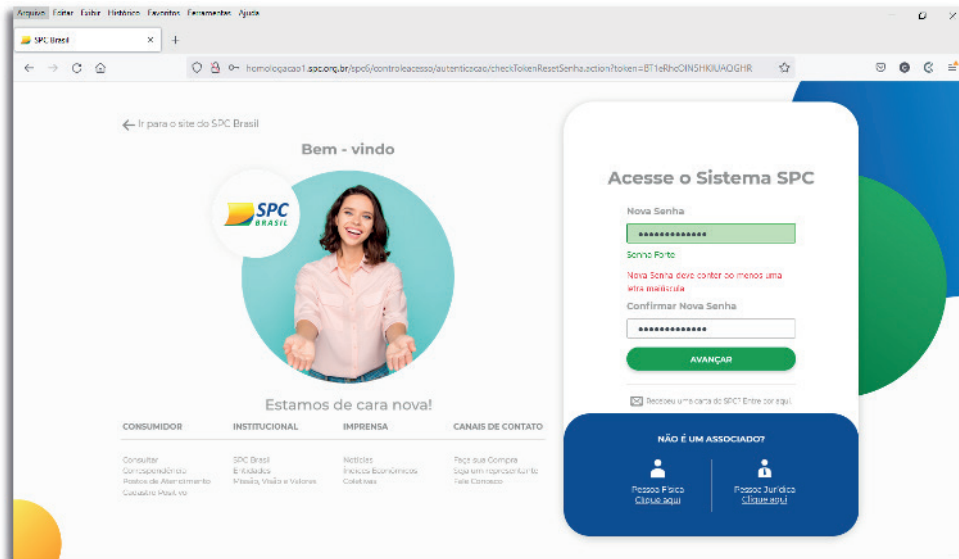 Arquivo Editar Exibir Histórico Favoritos Ferramentas Ajuda
SPC Brasil
homologacao1.spc.org.br/spc6/controleacesso/autenticacao/checkTokenResetSenha.action?token=
Ir para o site do SPC Brasil
Bem - vindo
SPC
BRASIL
Estamos de cara nova!
CONSUMIDOR INSTITUCIONAL IMPRENSA CANAIS DE CONTATO
Consultar SPC Brasil Notícias Faça sua Compra
Correspondência Entidades Índices Econômicos Seja um representante
Postos de Atendimento Missão, Visão e Valores Coletivas Fale Conosco
Cadastro Positivo
Acesse o Sistema SPC
Nova Senha
Senha Forte
Nova Senha deve conter ao menos uma
letra maiúscula
Confirmar Nova Senha
AVANÇAR
Recebeu uma carta do SPC? Entre por aqui.
NÃO É UM ASSOCIADO?
Pessoa Física Pessoa Jurídica
Clique aqui Clique aqui